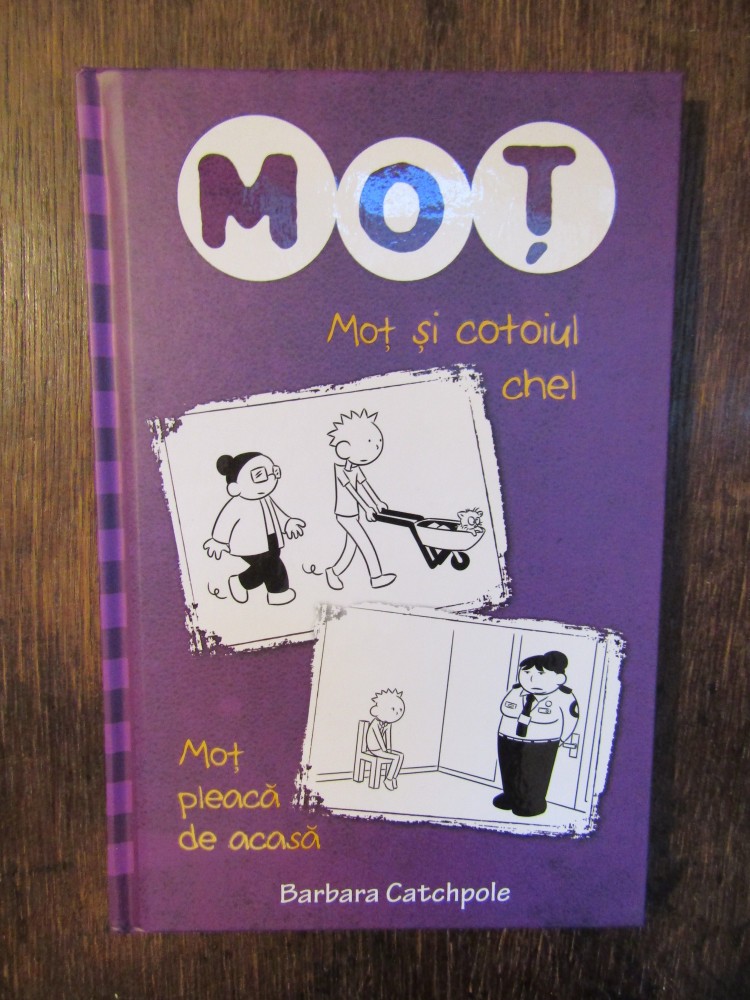 MOȚ
Moț și cotoiul
chel
Moț
pleacă
de acasă
Barbara Catchpole